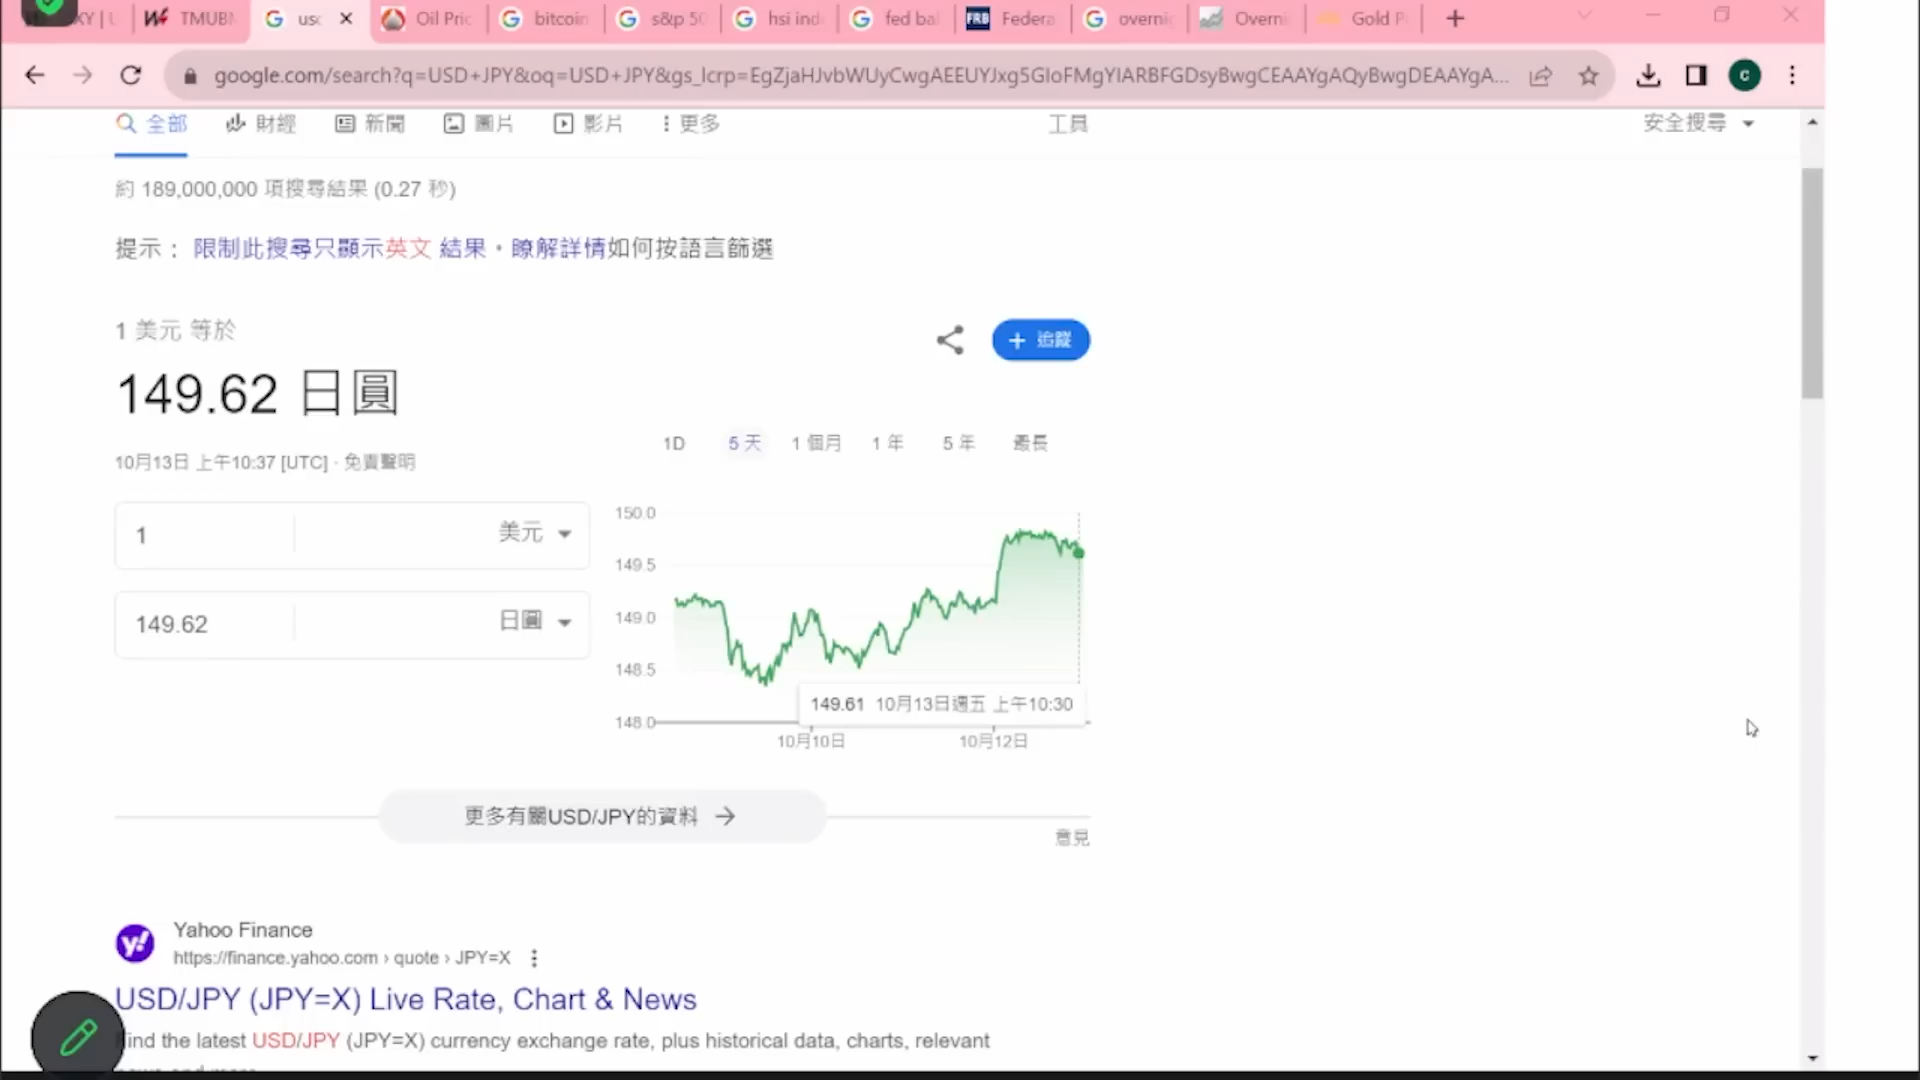 XY | U
TMUBM
usd
Oil Pric
bitcoin
s&p 50
hsi ind
fed bal
FRB Federa
overnig
Overni
Gold P
google.com/search?q=USD+JPY&oq=USD+JPY&gs_lcrp=EgZjaHJvbWUyCwgAEEUYJxg5GIoFMgYIARBFGDsyBwgCEAAYgAQyBwgDEAAYgA...
C
全部 財經 新聞 圖片 影片 更多 工具 安全搜尋
約 189,000,000 項搜尋結果 (0.27 秒)
提示： 限制此搜尋只顯示英文 結果。瞭解詳情如何按語言篩選
1 美元 等於
追蹤
149.62 日圓
10月13日 上午10:37 [UTC] · 免責聲明
1D 5 天 1 個月 1 年 5 年 最長
1 美元
149.62 日圓
150.0
149.5
149.0
148.5
148.0
149.61 10月13日週五 上午10:30
10月10日 10月12日
更多有關USD/JPY的資料
意見
y!
Yahoo Finance
https://finance.yahoo.com › quote › JPY=X
USD/JPY (JPY=X) Live Rate, Chart & News
ind the latest USD/JPY (JPY=X) currency exchange rate, plus historical data, charts, relevant